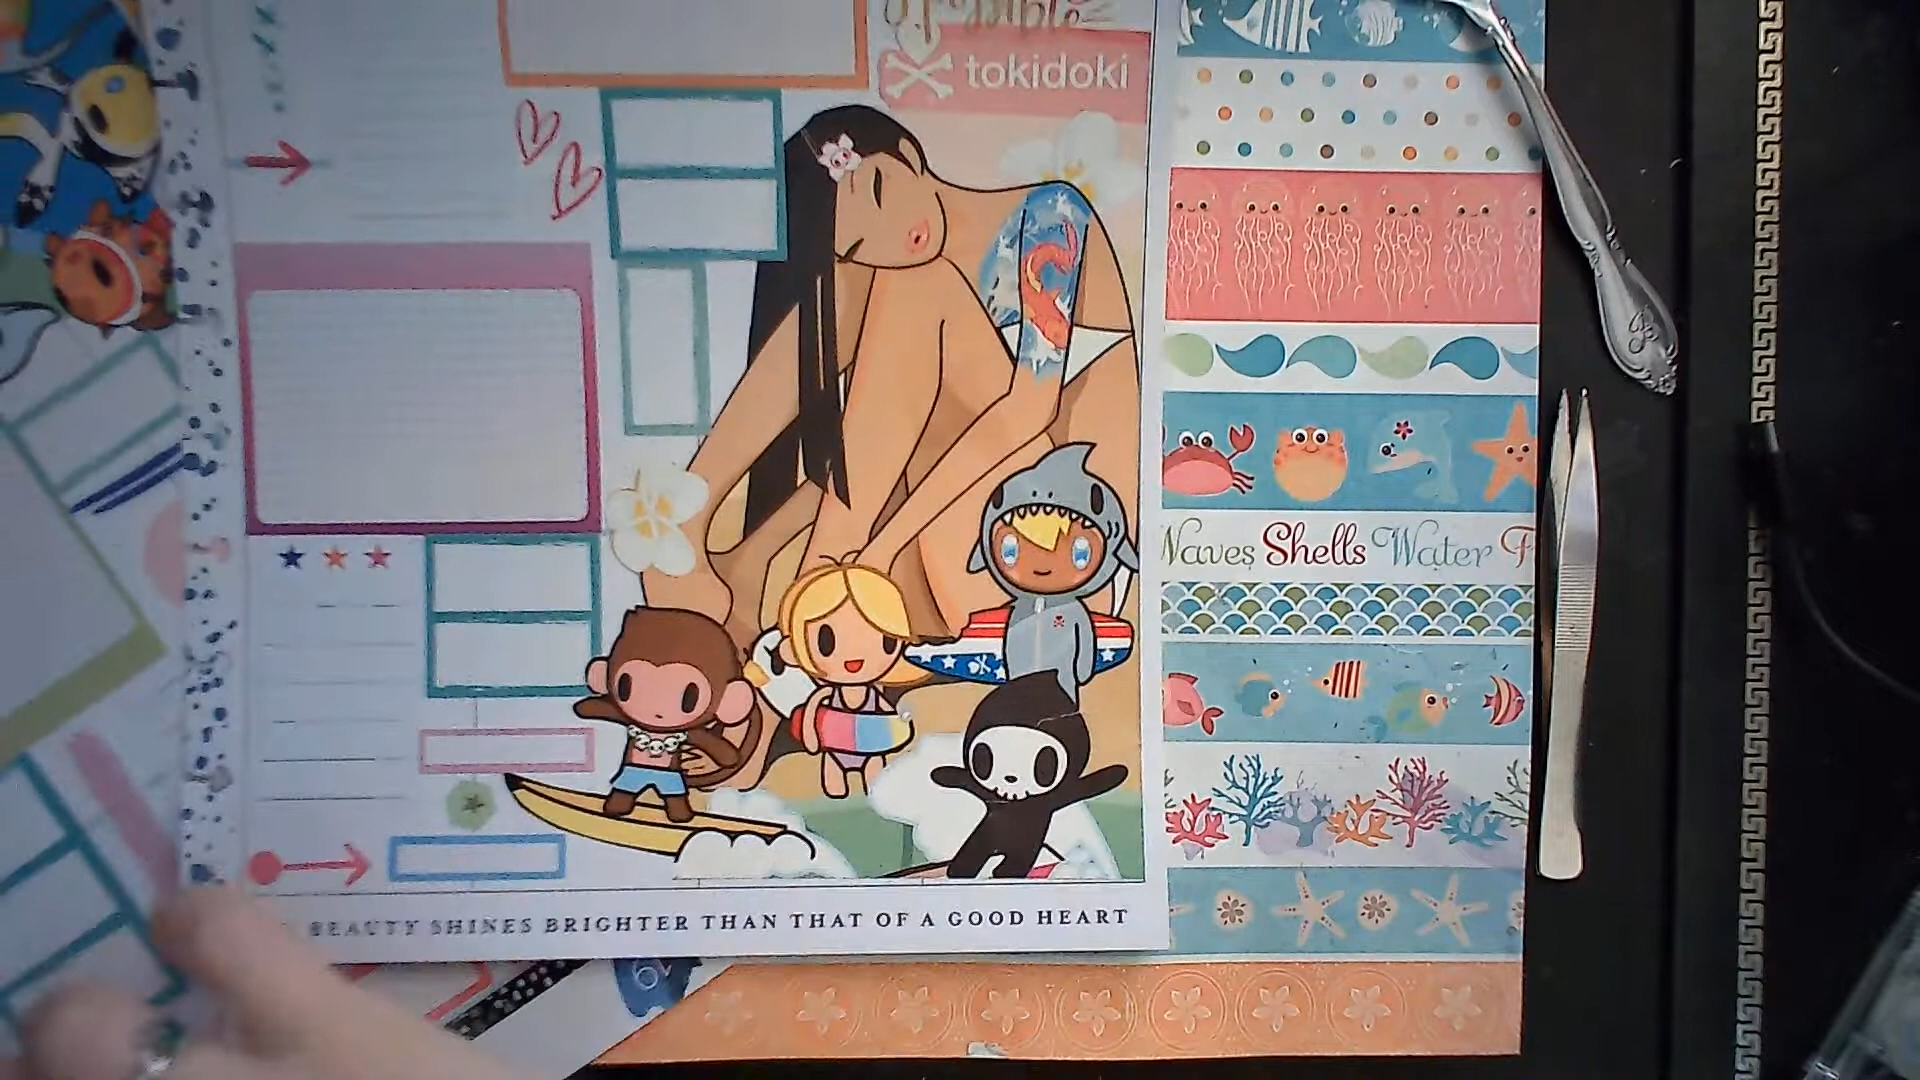 tokidoki
Waves Shells Water
BEAUTY SHINES BRIGHTER THAN THAT OF A GOOD HEART